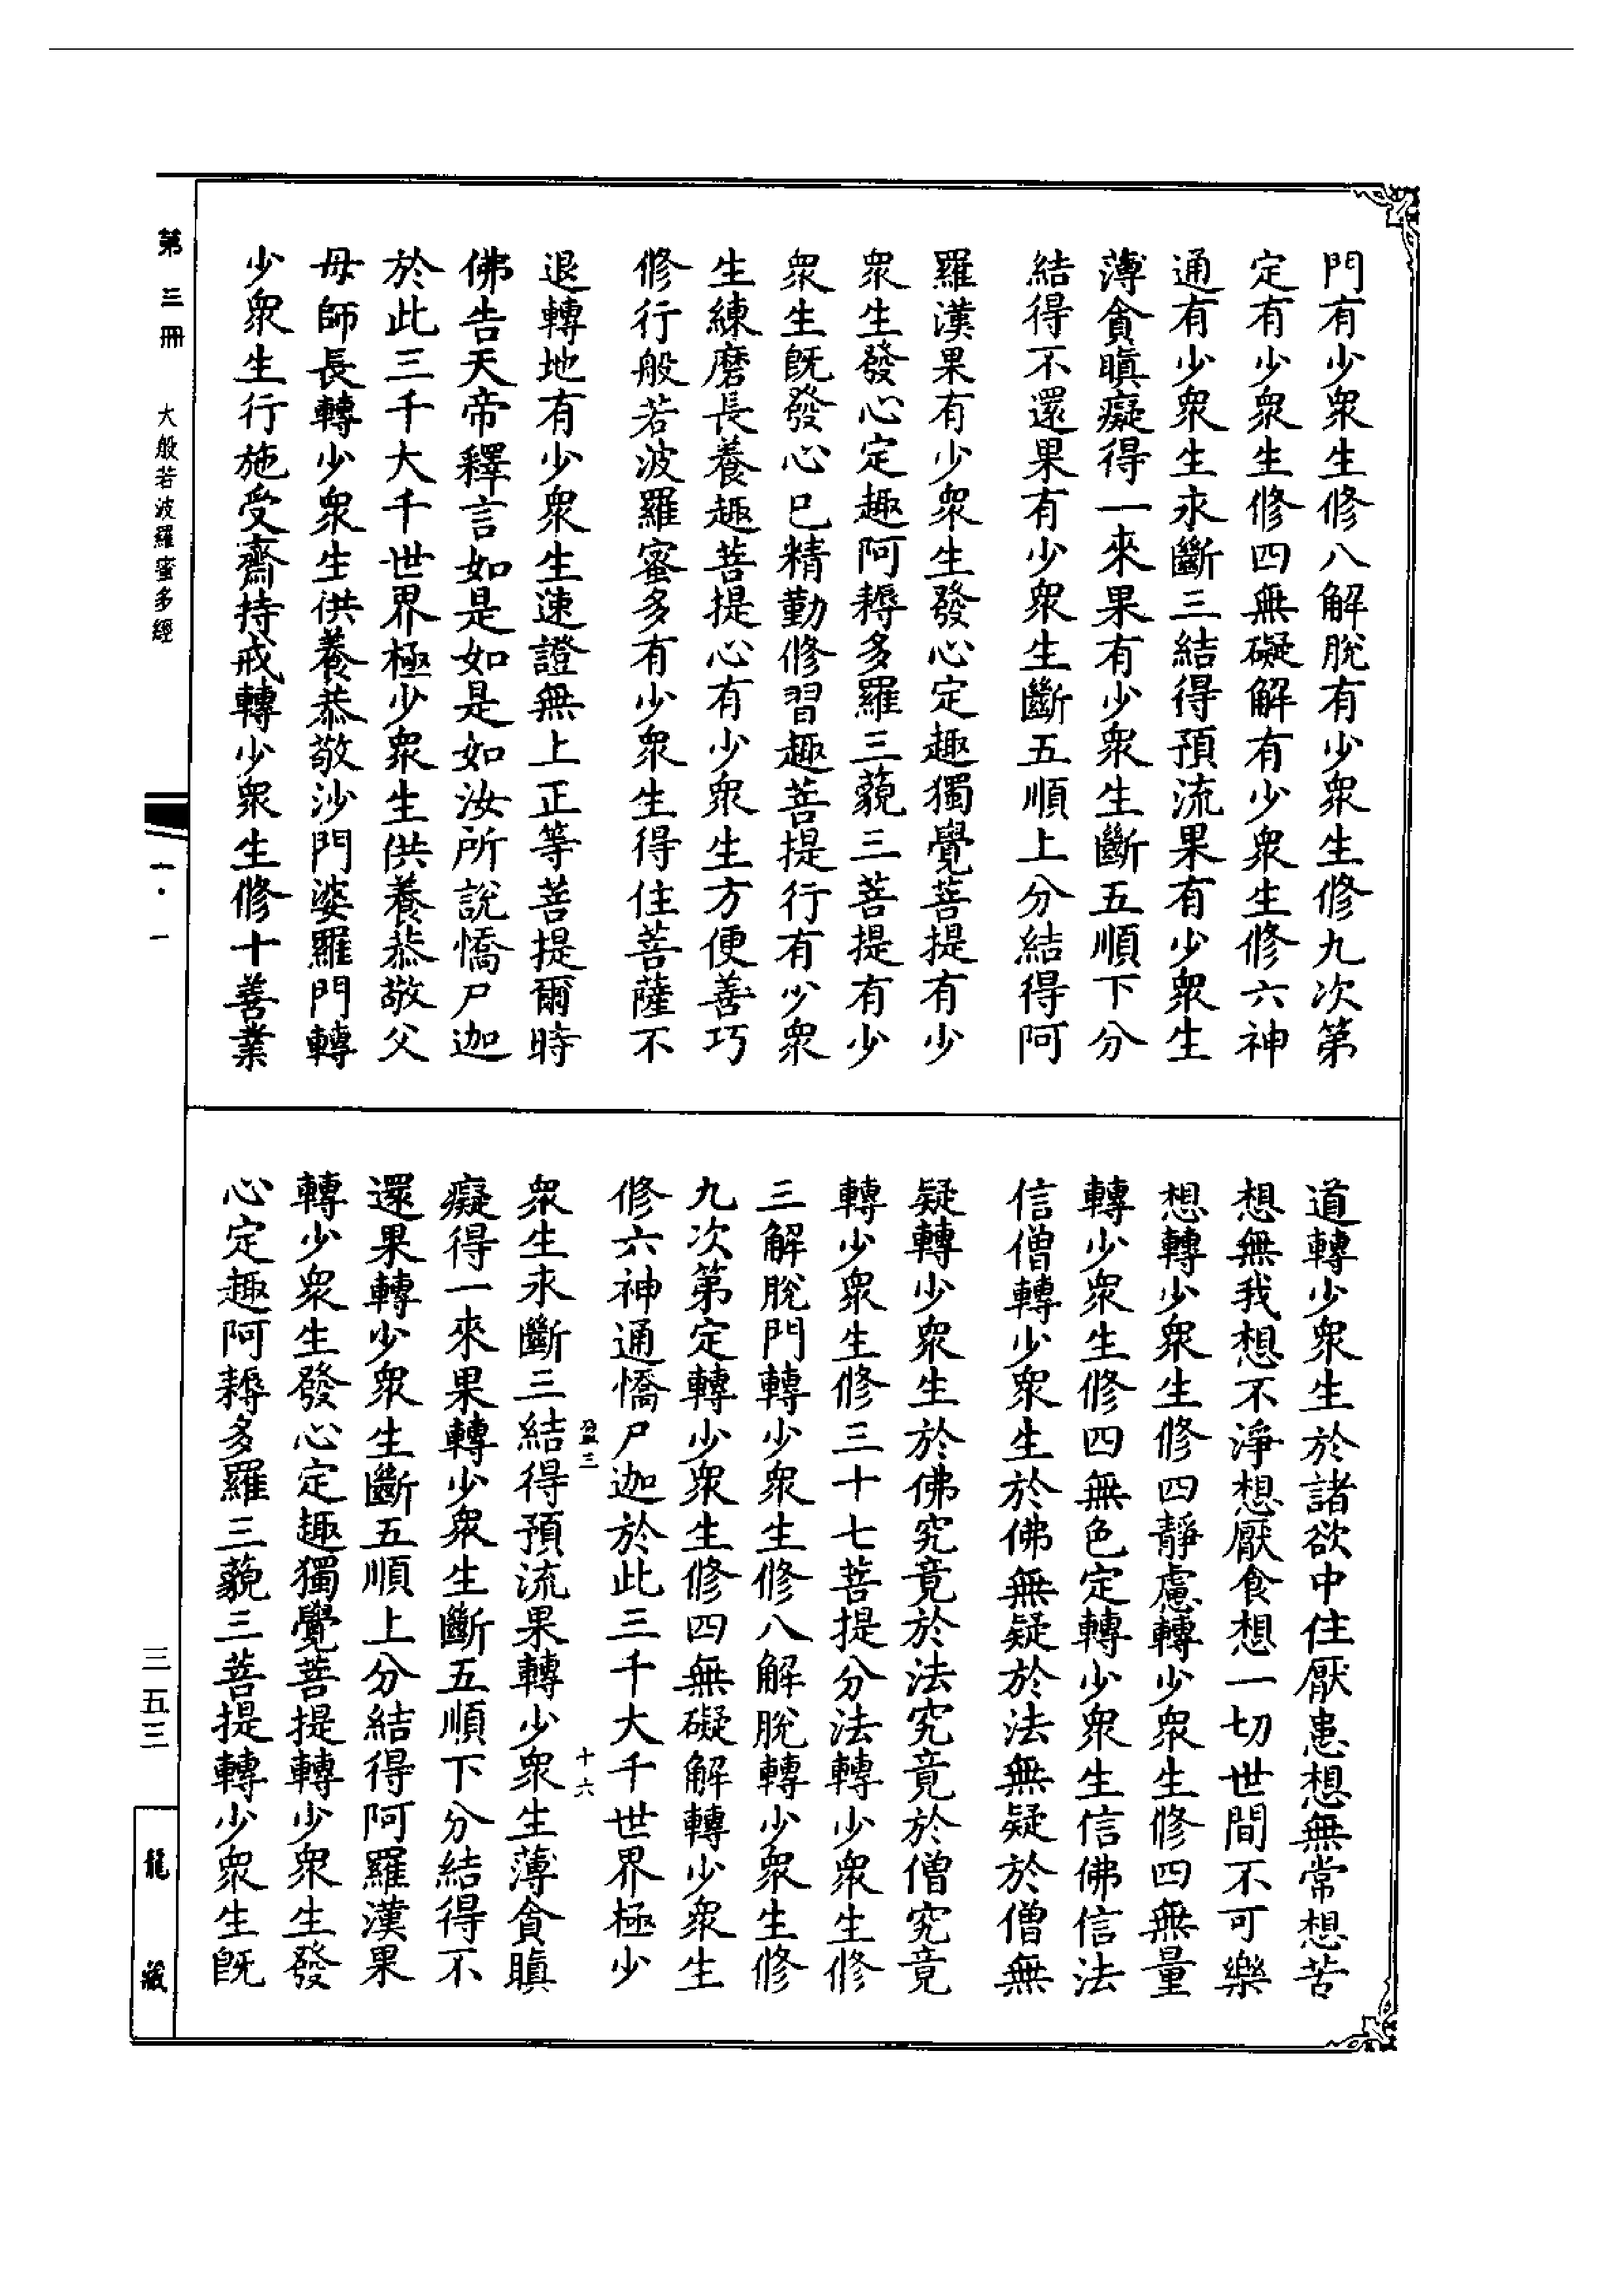 門有少衆生修八解脫有少衆生修九次第
定有少衆生修四無礙解有少衆生修六神
通有少衆生永斷三結得預流果有少衆生
薄貪瞋癡得一來果有少衆生斷五順下分
結得不還果有少衆生斷五順上分結得阿
羅漢果有少衆生發心定趣獨覺菩提有少
衆生發心定趣阿耨多羅三藐三菩提有少
衆生既發心已精勤修習趣菩提行有少衆
生練磨長養趣菩提心有少衆生方便善巧
修行般若波羅蜜多有少衆生得住菩薩不
退轉地有少衆生速證無上正等菩提爾時
佛告天帝釋言如是如是如汝所說憍尸迦
於此三千大千世界極少衆生供養恭敬父
母師長轉少衆生供養恭敬沙門婆羅門轉
少衆生行施受齋持戒轉少衆生修十善業
道轉少衆生於諸欲中住厭患想無常想苦
想無我想不淨想厭食想一切世間不可樂
想轉少衆生修四靜慮轉少衆生修四無量
轉少衆生修四無色定轉少衆生信佛信法
信僧轉少衆生於佛無疑於法無疑於僧無
疑轉少衆生於佛究竟於法究竟於僧究竟
轉少衆生修三十七菩提分法轉少衆生修
三解脫門轉少衆生修八解脫轉少衆生修
九次第定轉少衆生修四無礙解轉少衆生
修六神通憍尸迦於此三千大千世界極少
三 十六
衆生永斷三結得預流果轉少衆生薄貪瞋
癡得一來果轉少衆生斷五順下分結得不
還果轉少衆生斷五順上分結得阿羅漢果
轉少衆生發心定趣獨覺菩提轉少衆生發
心定趣阿耨多羅三藐三菩提轉少衆生既
第三冊 大般若波羅蜜多經
一·一
三五三
龍藏